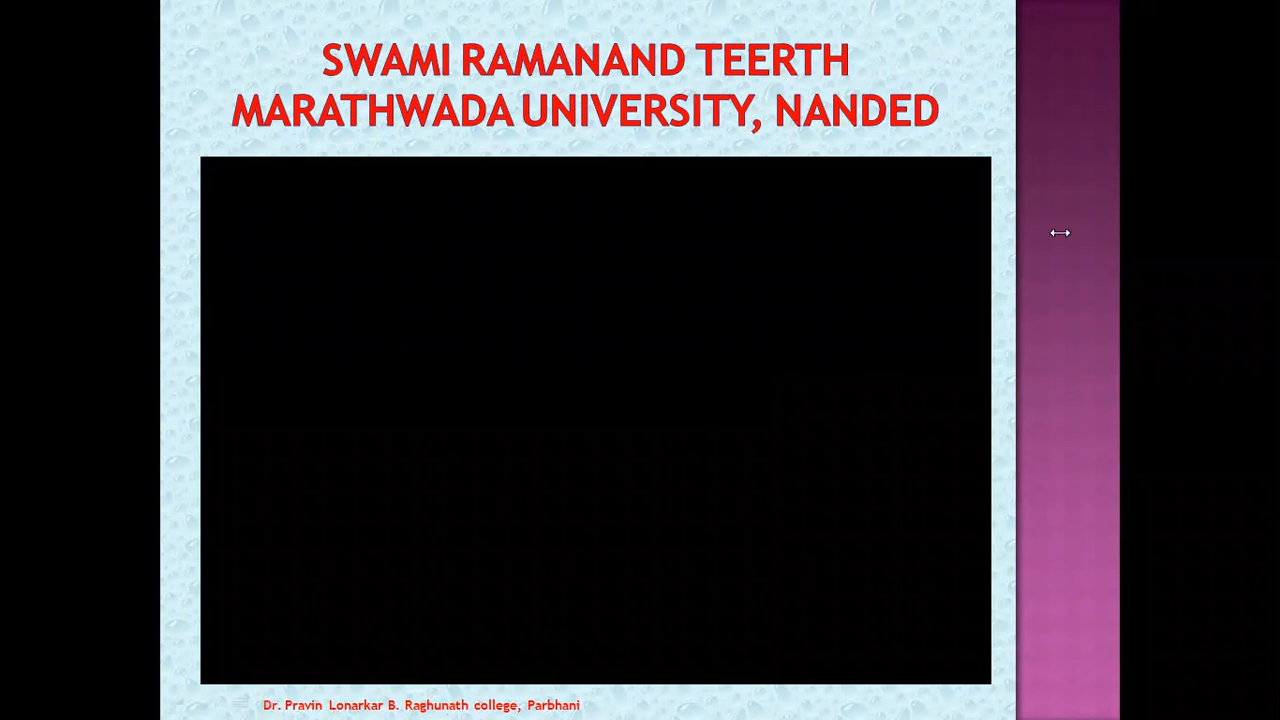 SWAMI RAMANAND TEERTH
MARATHWADA UNIVERSITY, NANDED
Dr. Pravin Lonarkar B. Raghunath college, Parbhani